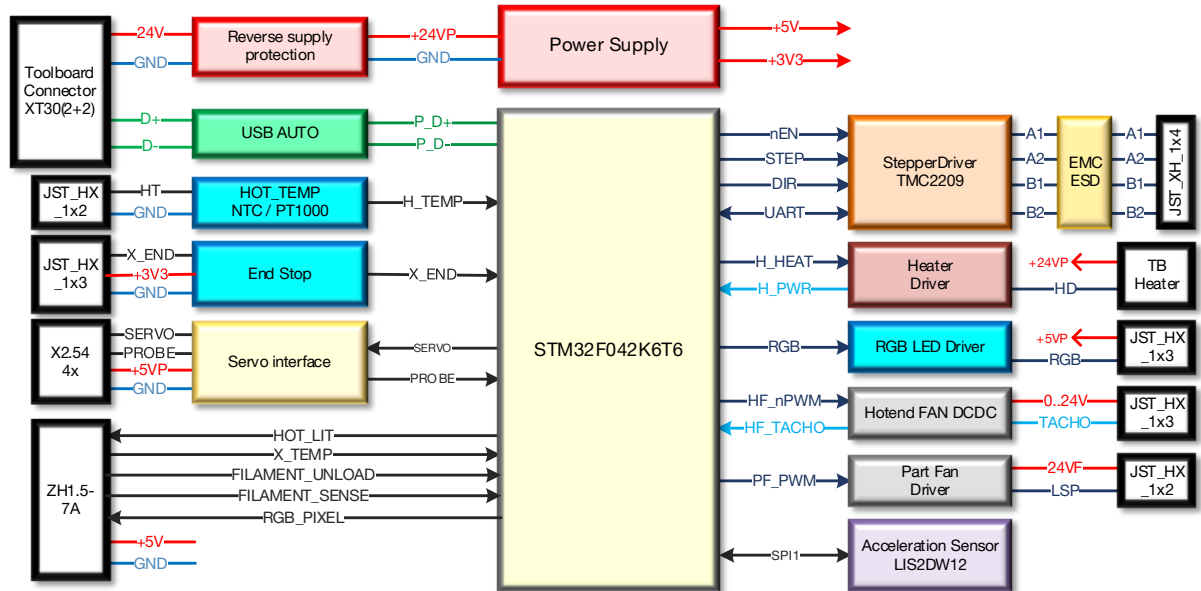 Toolboard
Connector
XT30(2+2)
24V
GND
D+
D-
Reverse supply
protection
+24VP
GND
Power Supply
+5V
+3V3
USB AUTO
P_D+
P_D-
JST_HX
_1x2
HT
GND
HOT_TEMP
NTC / PT1000
H_TEMP
JST_HX
_1x3
X_END
+3V3
GND
End Stop
X_END
X2.54
4x
SERVO
PROBE
+5VP
GND
Servo interface
SERVO
PROBE
ZH1.5-
7A
HOT_LIT
X_TEMP
FILAMENT_UNLOAD
FILAMENT_SENSE
RGB_PIXEL
+5V
GND
STM32F042K6T6
nEN
STEP
DIR
UART
StepperDriver
TMC2209
A1
A2
B1
B2
EMC
ESD
A1
A2
B1
B2
JST_XH_1x4
H_HEAT
H_PWR
Heater
Driver
+24VP
HD
TB
Heater
RGB
RGB LED Driver
+5VP
RGB
JST_HX
_1x3
HF_nPWM
HF_TACHO
Hotend FAN DCDC
0..24V
TACHO
JST_HX
_1x3
PF_PWM
Part Fan
Driver
24VF
LSP
JST_HX
_1x2
SPI1
Acceleration Sensor
LIS2DW12